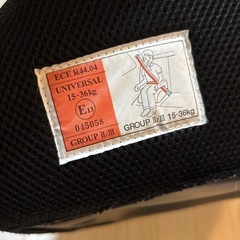 ECE R44.04
UNIVERSAL
15-36kg
E13
045058
GROUP II/III
GROUP II/III 15-36kg